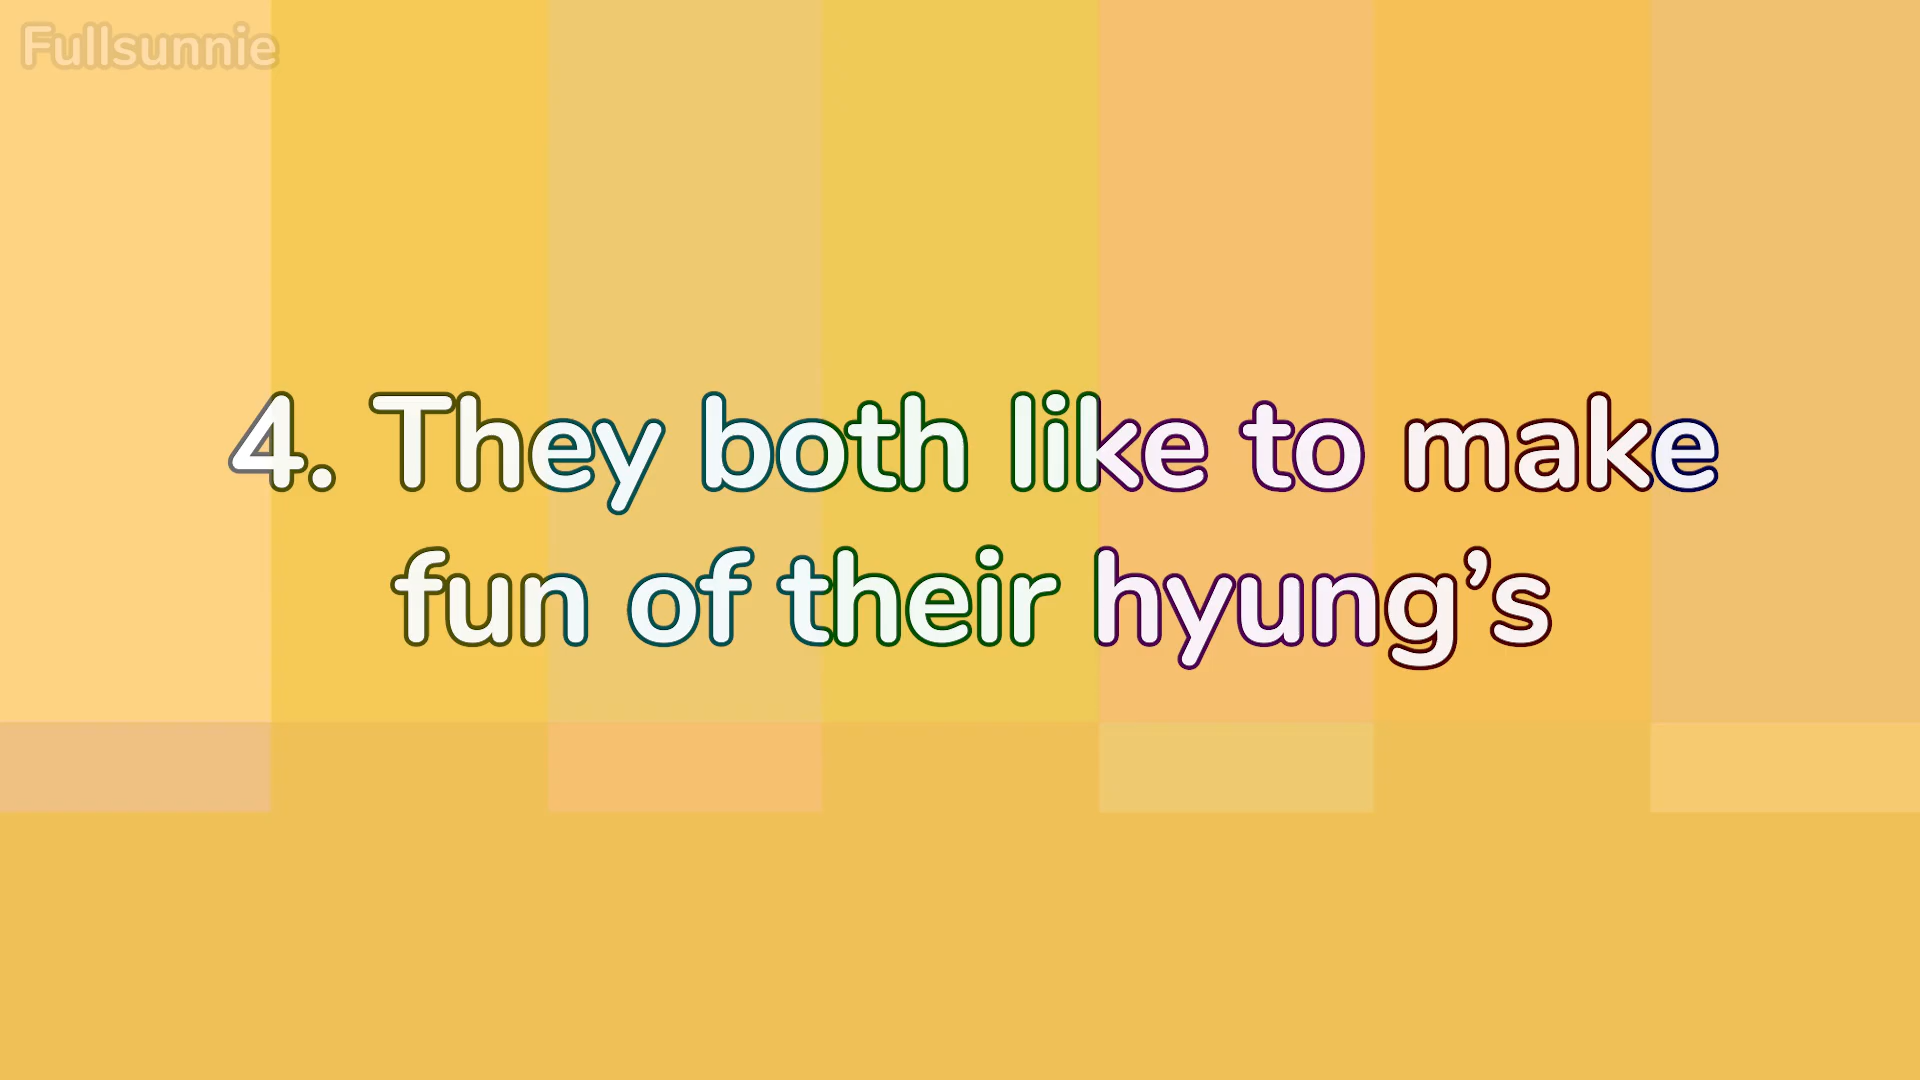 Fullsunnie
4. They both like to make
fun of their hyung’s